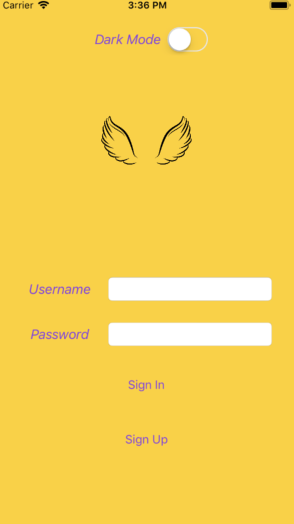 Carrier 3:36 PM
Dark Mode
Username
Password
Sign In
Sign Up